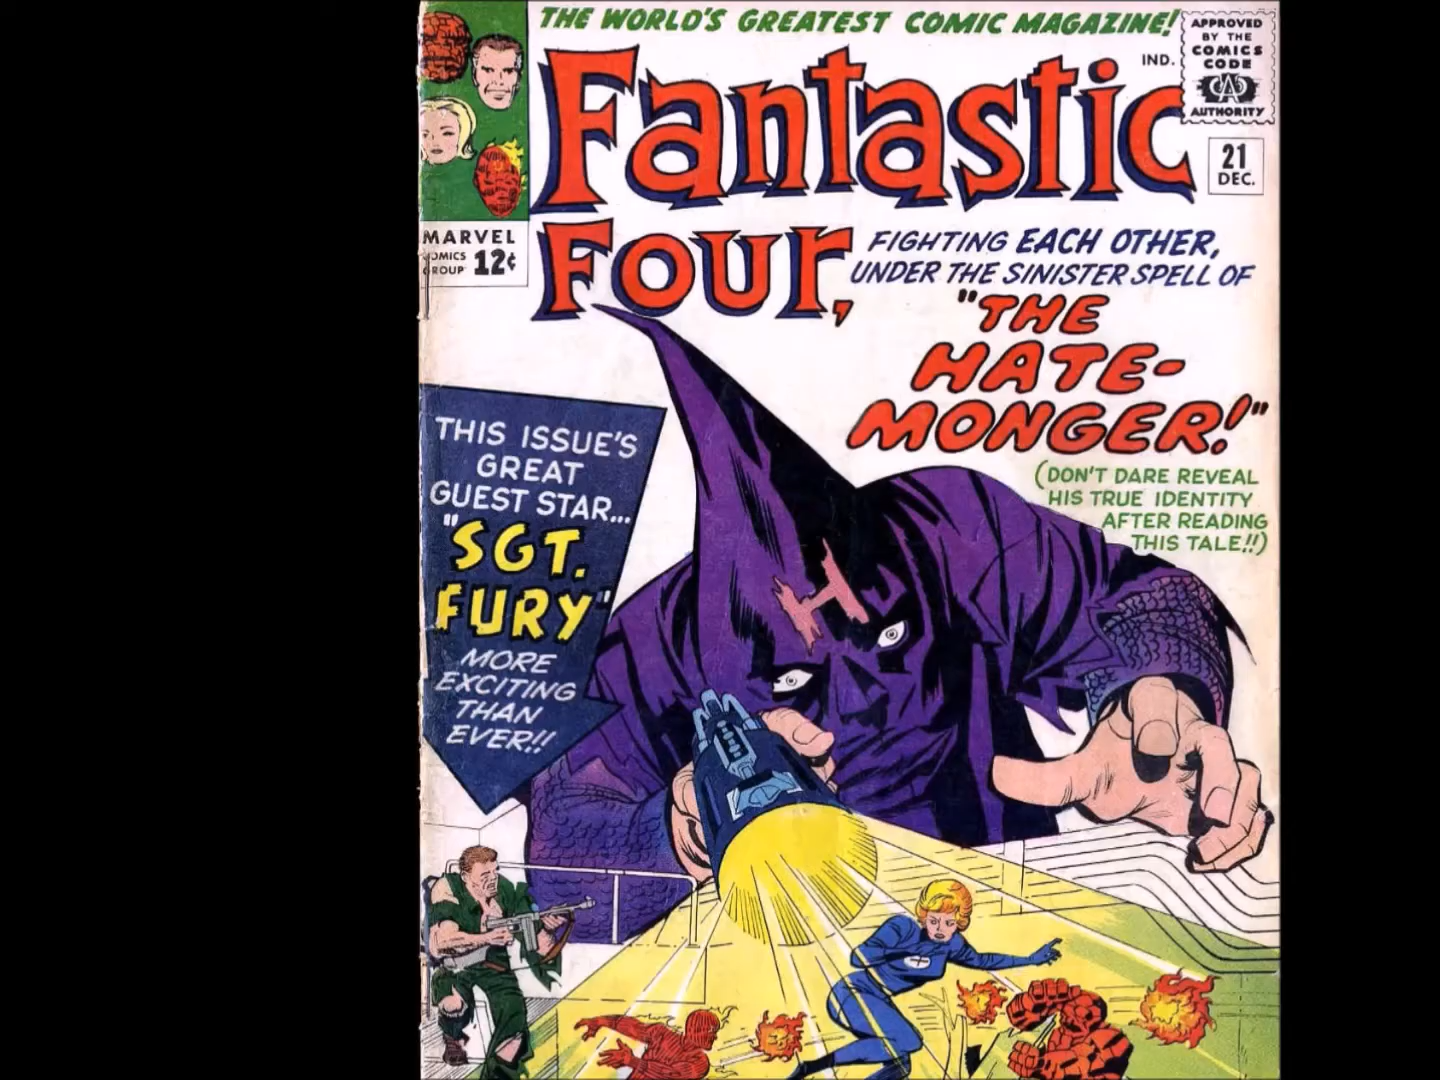 THE WORLD'S GREATEST COMIC MAGAZINE!
APPROVED
BY THE
COMICS
CODE
CA
AUTHORITY
IND.
Fantastic
Four,
21
DEC.
MARVEL
COMICS
GROUP
12¢
FIGHTING EACH OTHER,
UNDER THE SINISTER SPELL OF
"THE
HATE-
MONGER!"
(DON'T DARE REVEAL
HIS TRUE IDENTITY
AFTER READING
THIS TALE!!)
THIS ISSUE'S
GREAT
GUEST STAR...
"SGT.
FURY"
MORE
EXCITING
THAN
EVER!!
H